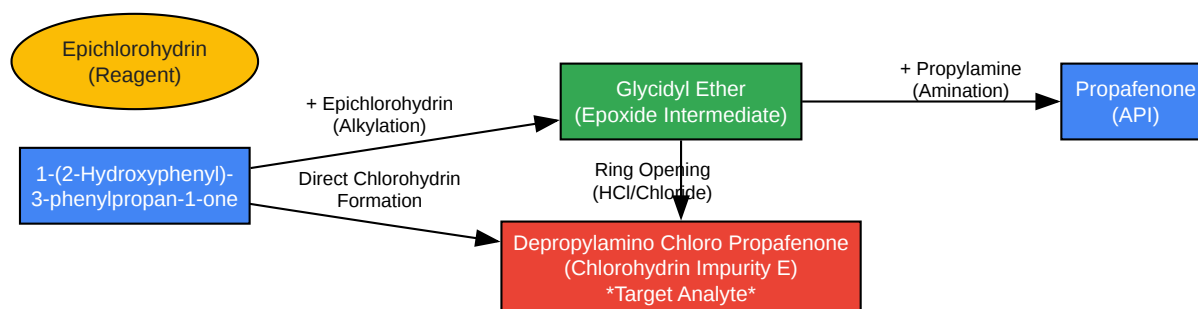 Epichlorohydrin
(Reagent)
1-(2-Hydroxyphenyl)-
3-phenylpropan-1-one
+ Epichlorohydrin
(Alkylation)
Direct Chlorohydrin
Formation
Glycidyl Ether
(Epoxide Intermediate)
Ring Opening
(HCl/Chloride)
Depropylamino Chloro Propafenone
(Chlorohydrin Impurity E)
*Target Analyte*
+ Propylamine
(Amination)
Propafenone
(API)